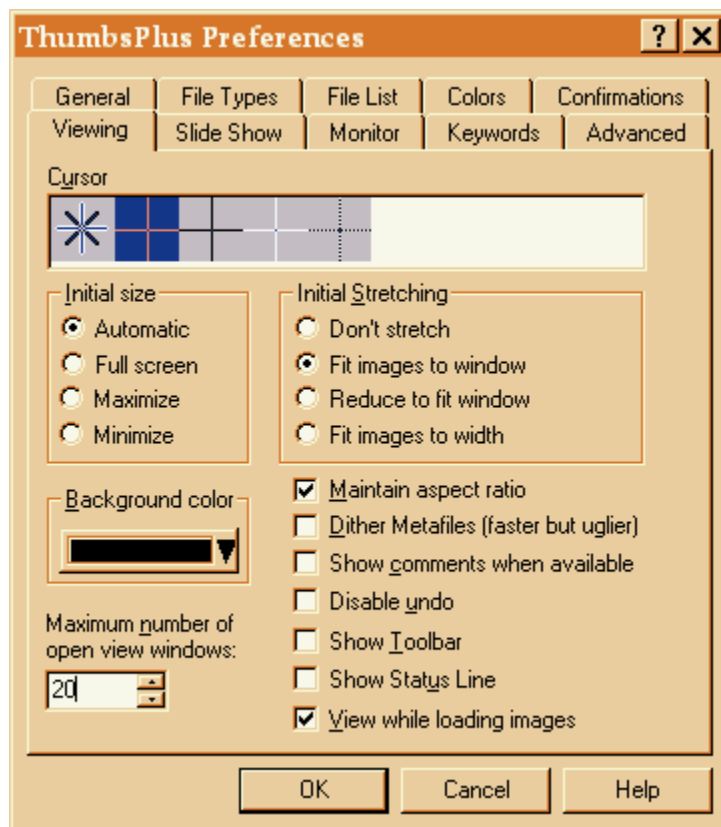 ThumbsPlus Preferences
General File Types File List Colors Confirmations
Viewing Slide Show Monitor Keywords Advanced
Cursor
Initial size
Automatic
Full screen
Maximize
Minimize
Initial Stretching
Don't stretch
Fit images to window
Reduce to fit window
Fit images to width
Background color
Maximum number of
open view windows:
20
Maintain aspect ratio
Dither Metafiles (faster but uglier)
Show comments when available
Disable undo
Show Toolbar
Show Status Line
View while loading images
OK Cancel Help